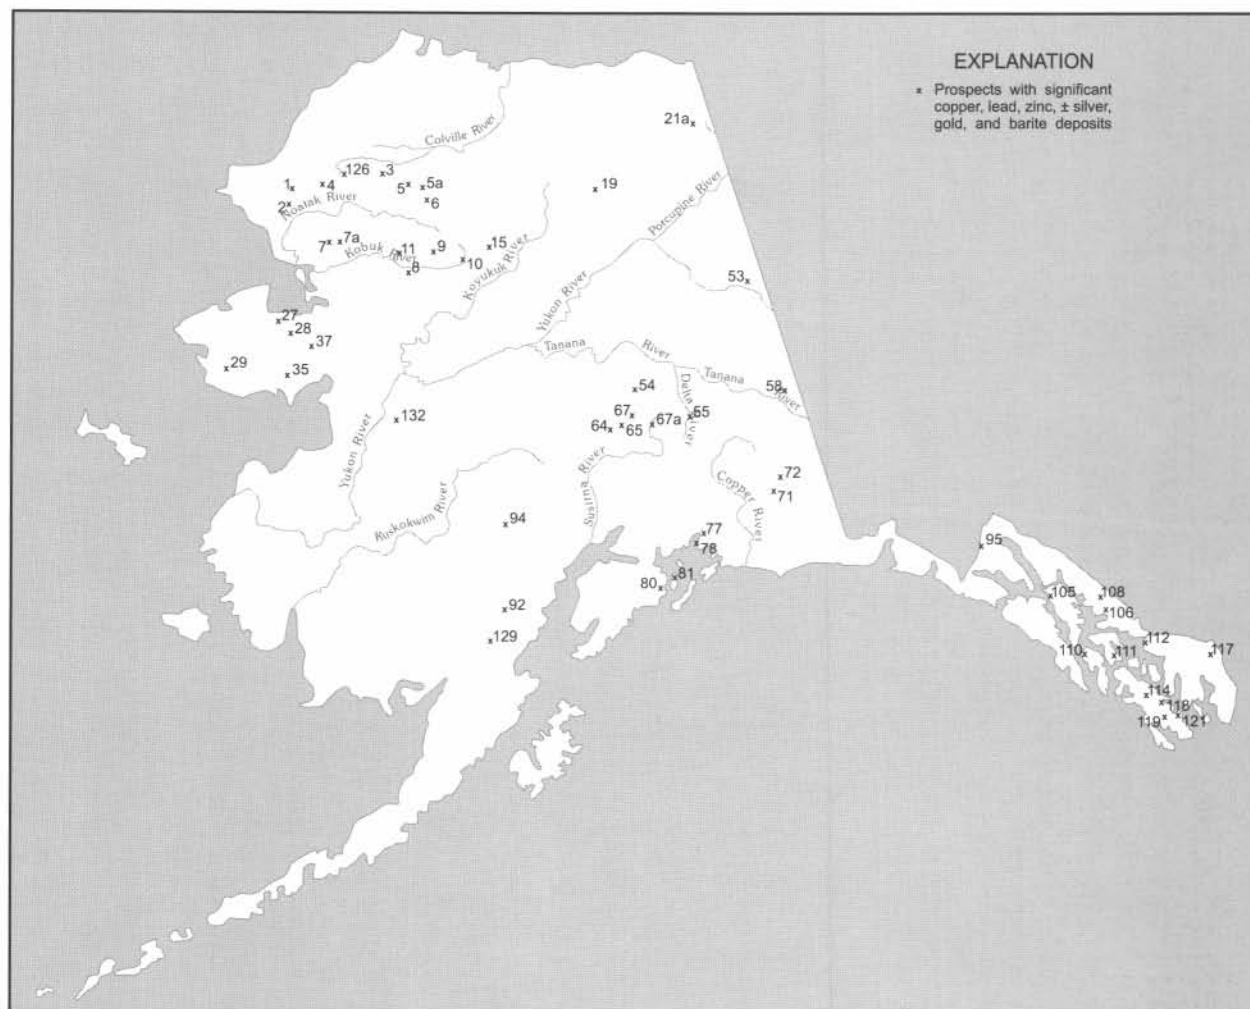 EXPLANATION
x Prospects with significant
copper, lead, zinc, ± silver,
gold, and barite deposits
21a
Colville River
126
3
1
4
5
5a
19
2
Noatak River
6
Porcupine River
7
7a
11
9
15
Kobuk River
10
8
Koyukuk River
53
Yukon River
27
28
37
Tanana
River
29
35
Tanana
River
58
54
Delta River
132
67
67a
55
64
65
Yukon River
Susitna River
72
Copper River
71
Kuskokwim River
94
77
78
95
81
80
105
108
92
106
129
112
110
111
117
114
118
119
121